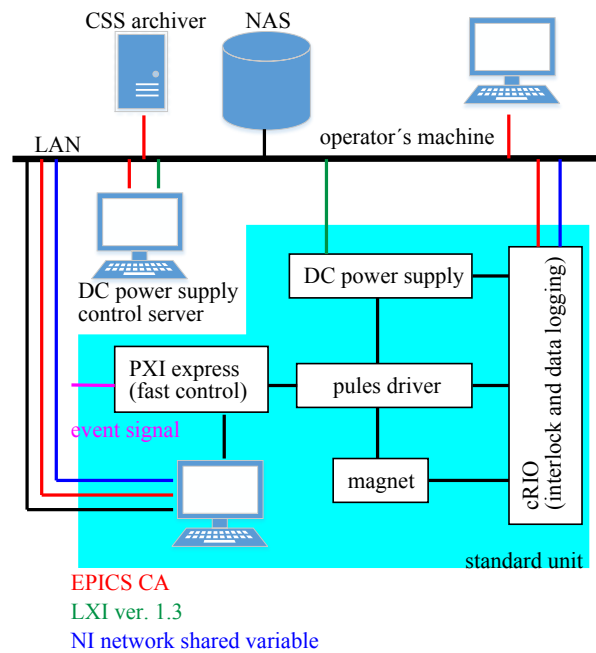 CSS archiver
NAS
LAN
operator´s machine
DC power supply
control server
DC power supply
PXI express
(fast control)
pules driver
event signal
magnet
cRIO
(interlock and data logging)
standard unit
EPICS CA
LXI ver. 1.3
NI network shared variable